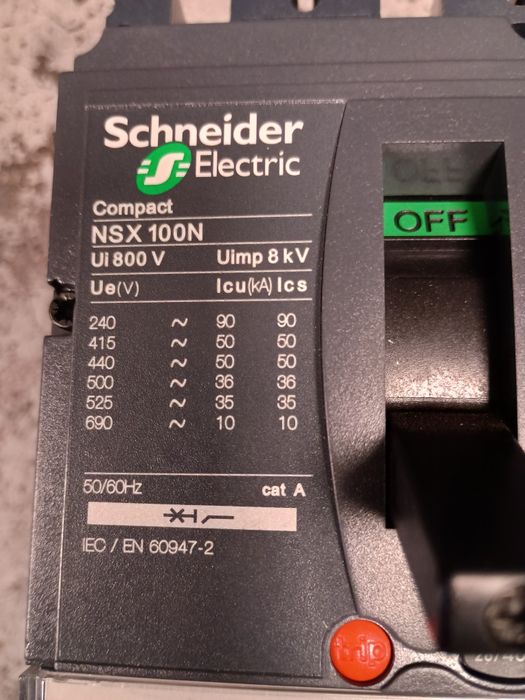 Schneider
Electric
Compact
NSX 100N
Ui 800 V Uimp 8 kV
Ue(V) Icu(kA) Ics
240 ~ 90 90
415 ~ 50 50
440 ~ 50 50
500 ~ 36 36
525 ~ 35 35
690 ~ 10 10
50/60Hz cat A
IEC / EN 60947-2
OFF
trip